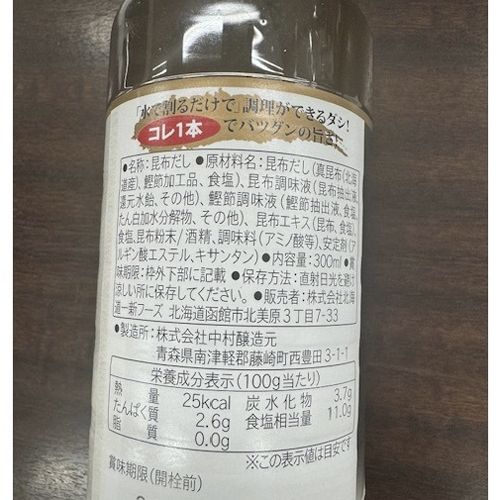 「水で割るだけで」調理ができるダシ!
コレ1本 でバツグンの旨さ!
●名称:昆布だし ●原材料名:昆布だし(真昆布(北海
道産)、鰹節加工品、食塩)、昆布調味液(昆布抽出液、
還元水飴、その他)、鰹節調味液(鰹節抽出液、食塩、
たん白加水分解物、その他)、昆布エキス(昆布、食塩)、
食塩、昆布粉末/酒精、調味料(アミノ酸等)、安定剤(ア
ルギン酸エステル、キサンタン) ●内容量:300ml ●賞
味期限:枠外下部に記載 ●保存方法:直射日光を避け
涼しい所に保存してください。 ●販売者:株式会社北海
道一新フーズ 北海道函館市北美原3丁目7-33
●製造所:株式会社中村醸造元
青森県南津軽郡藤崎町西豊田3-1-1
栄養成分表示(100g当たり)
熱量 25kcal 炭水化物 3.7g
たんぱく質 2.6g 食塩相当量 11.0g
脂質 0.0g
※この表示値は目安です
賞味期限(開栓前)